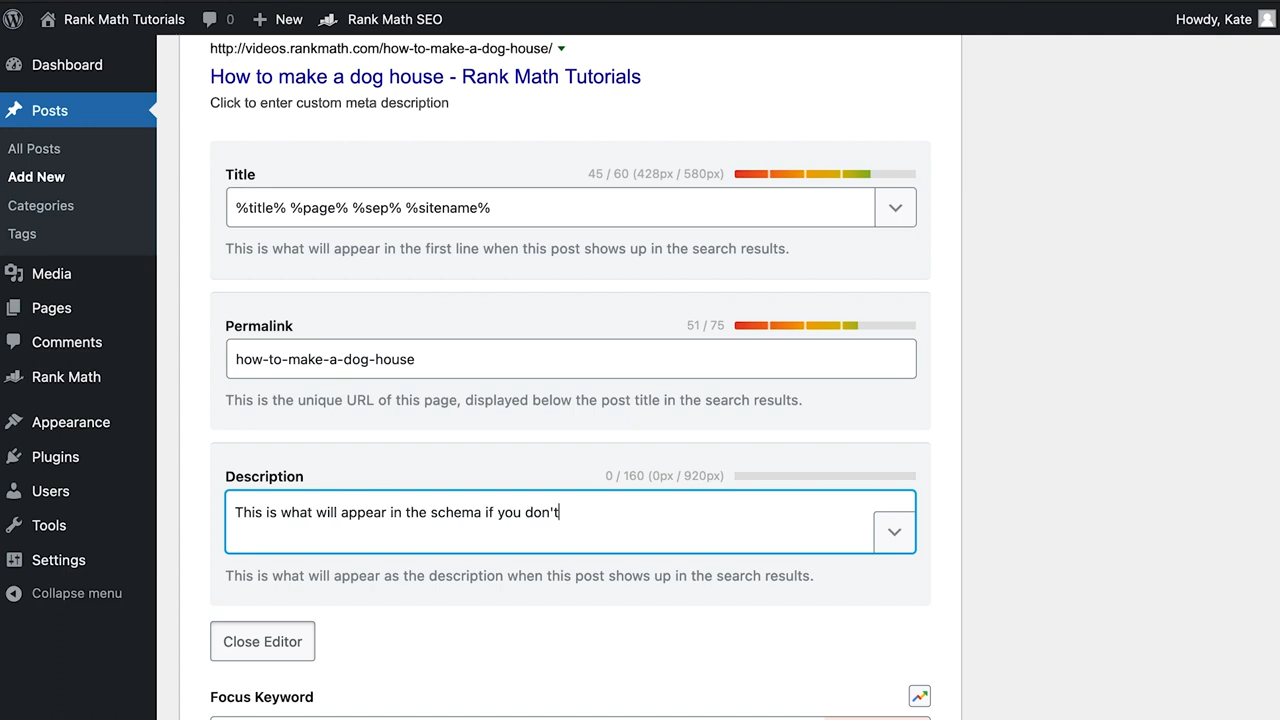 Rank Math Tutorials 0 New Rank Math SEO Howdy, Kate
Dashboard
Posts
All Posts
Add New
Categories
Tags
Media
Pages
Comments
Rank Math
Appearance
Plugins
Users
Tools
Settings
Collapse menu
http://videos.rankmath.com/how-to-make-a-dog-house/
How to make a dog house - Rank Math Tutorials
Click to enter custom meta description
Title 45 / 60 (428px / 580px)
%title% %page% %sep% %sitename%
This is what will appear in the first line when this post shows up in the search results.
Permalink 51 / 75
how-to-make-a-dog-house
This is the unique URL of this page, displayed below the post title in the search results.
Description 0 / 160 (0px / 920px)
This is what will appear in the schema if you don't
This is what will appear as the description when this post shows up in the search results.
Close Editor
Focus Keyword